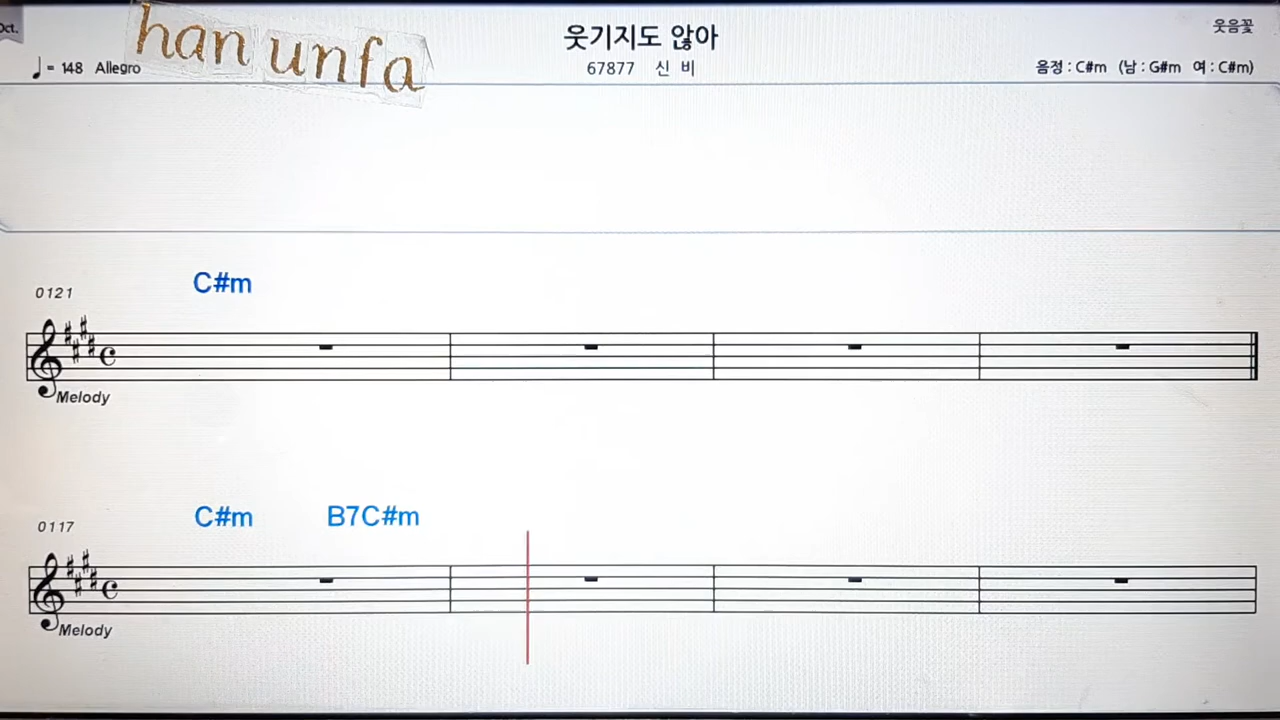 Oct.
han unfa
웃기지도 않아
웃음꽃
♩= 148 Allegro
67877 신 비
음정 : C#m (남 : G#m 여 : C#m)
C#m
0121
Melody
C#m B7C#m
0117
Melody